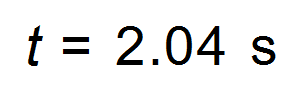 t = 2.04 s